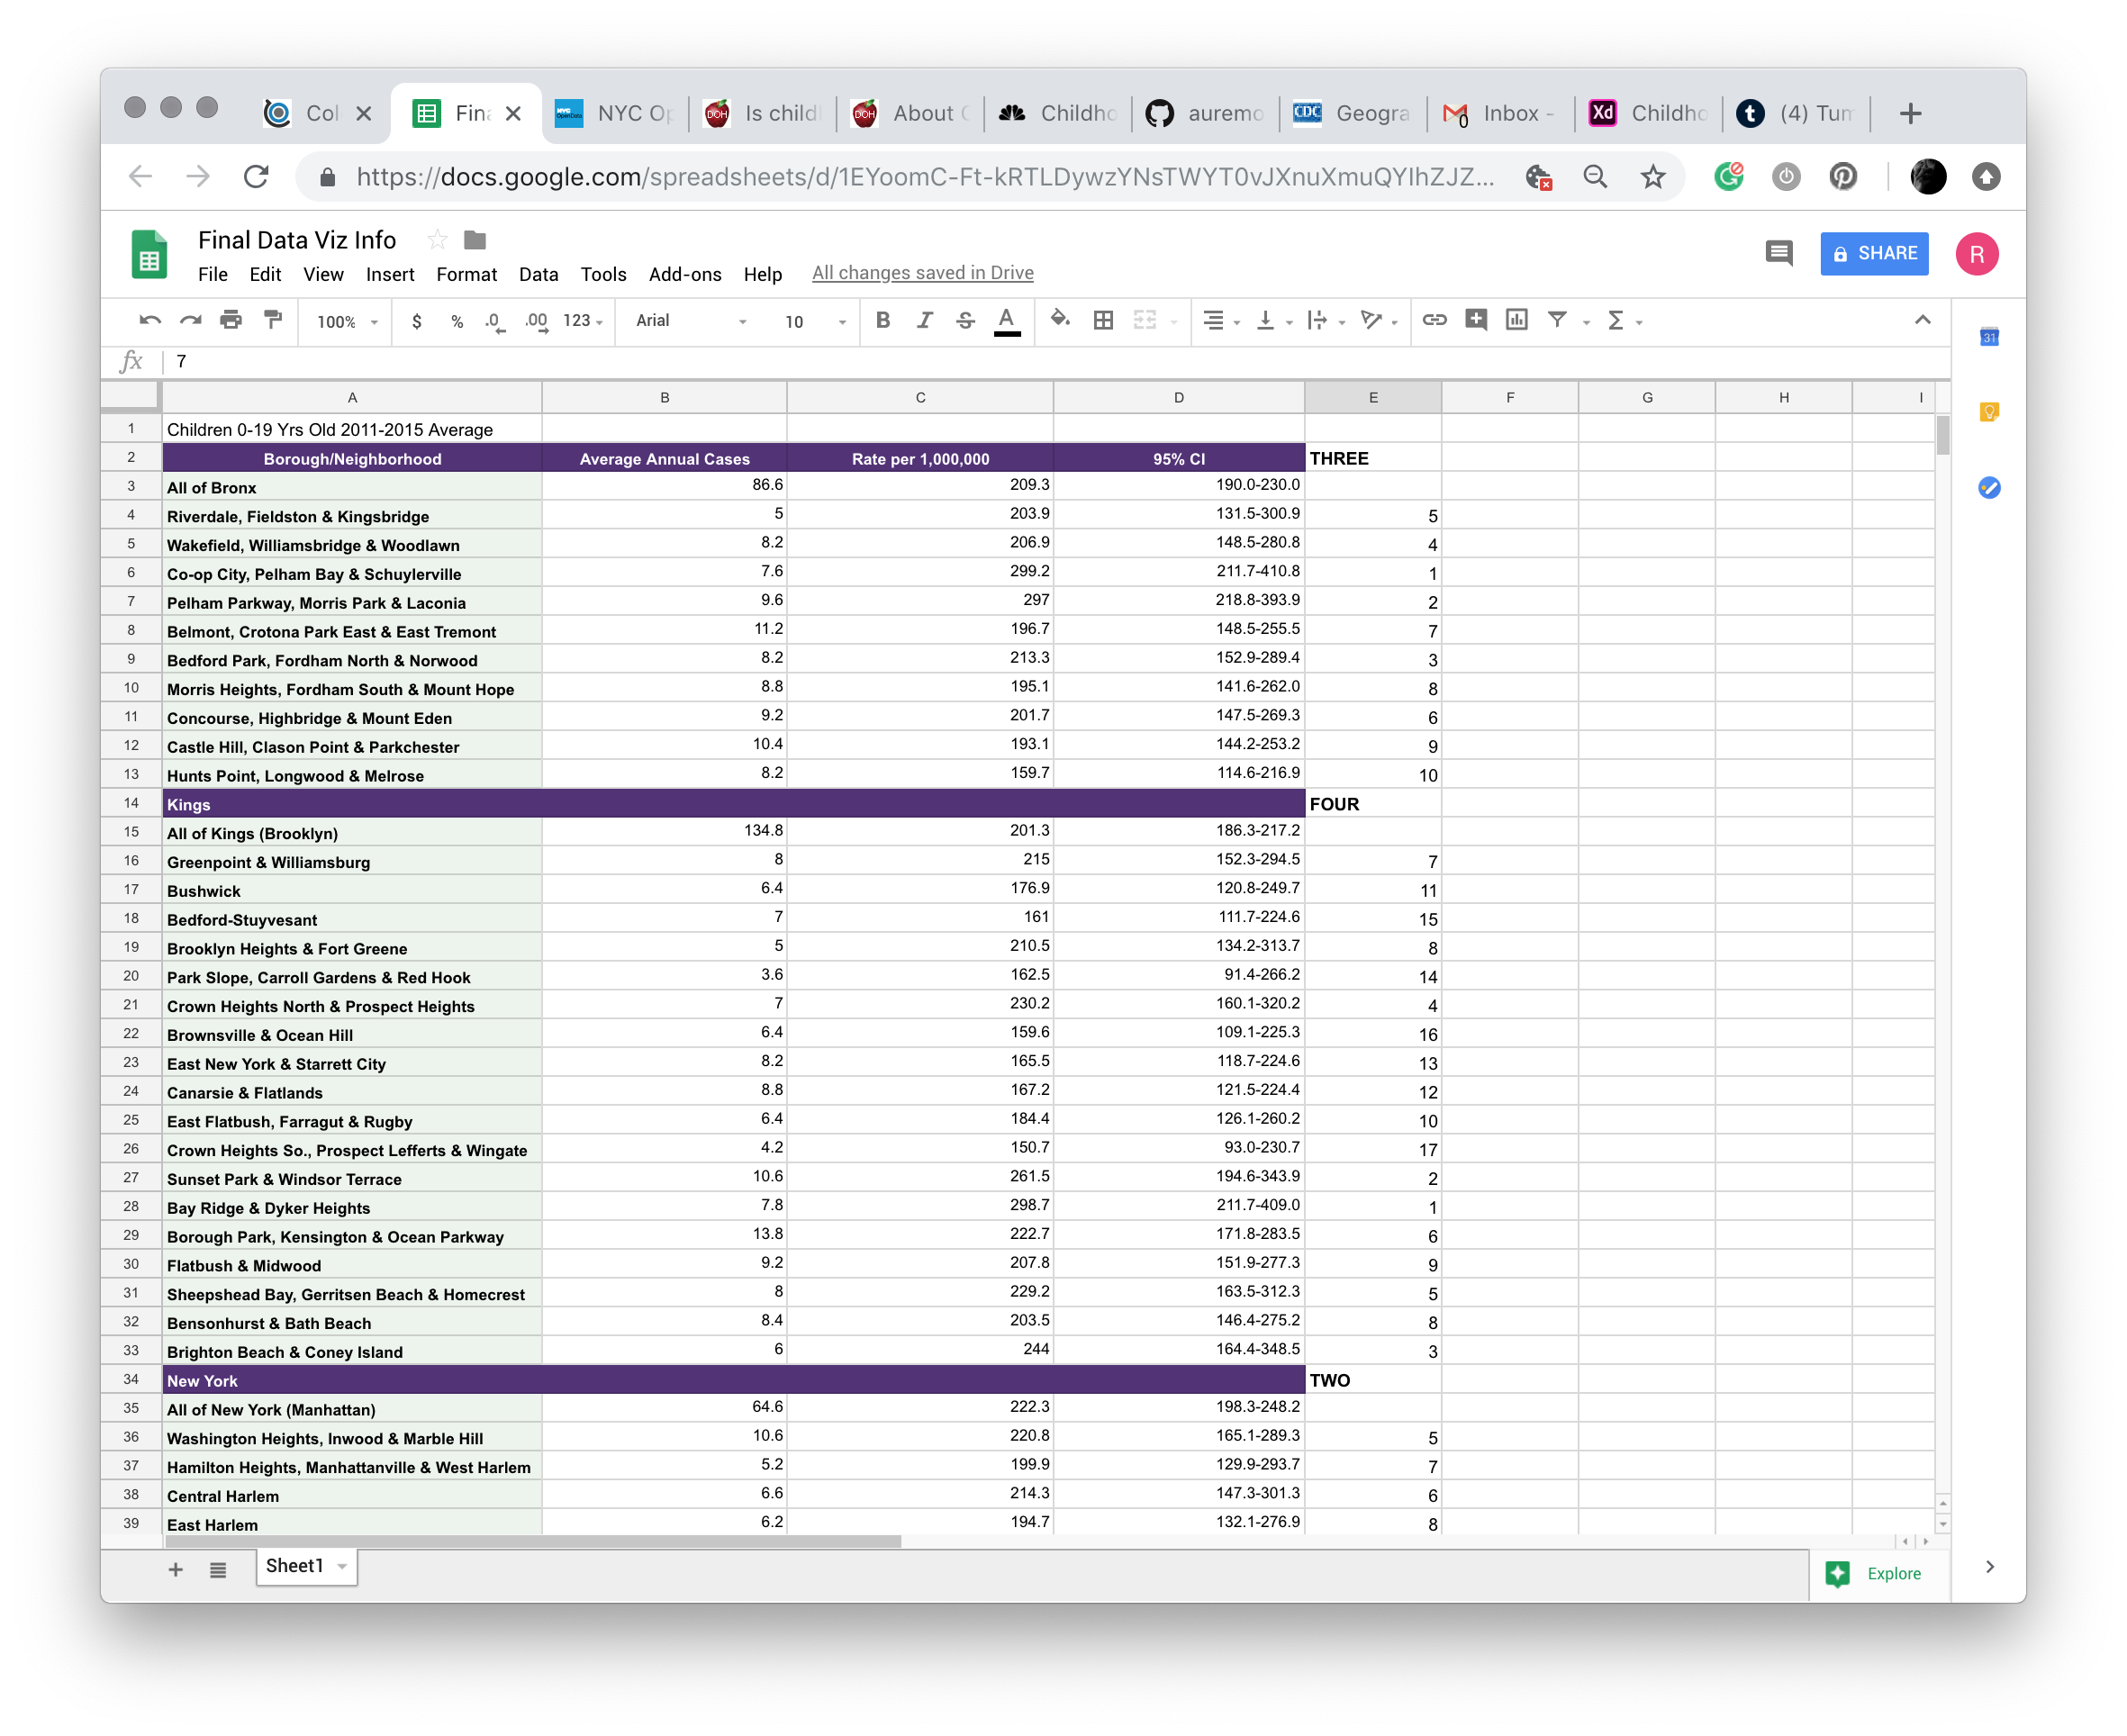 Col Fina NYC Op Is child About C Childho auremo Geogra Inbox - Childho (4) Tum
https://docs.google.com/spreadsheets/d/1EYoomC-Ft-kRTLDywzYNsTWYT0vJXnuXmuQYIhZJZ...
Final Data Viz Info
SHARE R
File Edit View Insert Format Data Tools Add-ons Help All changes saved in Drive
100% $ % .0 .00 123 Arial 10 B I S A
fx 7
A B C D E F G H I
1 Children 0-19 Yrs Old 2011-2015 Average
2 Borough/Neighborhood Average Annual Cases Rate per 1,000,000 95% CI THREE
3 All of Bronx 86.6 209.3 190.0-230.0
4 Riverdale, Fieldston & Kingsbridge 5 203.9 131.5-300.9 5
5 Wakefield, Williamsbridge & Woodlawn 8.2 206.9 148.5-280.8 4
6 Co-op City, Pelham Bay & Schuylerville 7.6 299.2 211.7-410.8 1
7 Pelham Parkway, Morris Park & Laconia 9.6 297 218.8-393.9 2
8 Belmont, Crotona Park East & East Tremont 11.2 196.7 148.5-255.5 7
9 Bedford Park, Fordham North & Norwood 8.2 213.3 152.9-289.4 3
10 Morris Heights, Fordham South & Mount Hope 8.8 195.1 141.6-262.0 8
11 Concourse, Highbridge & Mount Eden 9.2 201.7 147.5-269.3 6
12 Castle Hill, Clason Point & Parkchester 10.4 193.1 144.2-253.2 9
13 Hunts Point, Longwood & Melrose 8.2 159.7 114.6-216.9 10
14 Kings FOUR
15 All of Kings (Brooklyn) 134.8 201.3 186.3-217.2
16 Greenpoint & Williamsburg 8 215 152.3-294.5 7
17 Bushwick 6.4 176.9 120.8-249.7 11
18 Bedford-Stuyvesant 7 161 111.7-224.6 15
19 Brooklyn Heights & Fort Greene 5 210.5 134.2-313.7 8
20 Park Slope, Carroll Gardens & Red Hook 3.6 162.5 91.4-266.2 14
21 Crown Heights North & Prospect Heights 7 230.2 160.1-320.2 4
22 Brownsville & Ocean Hill 6.4 159.6 109.1-225.3 16
23 East New York & Starrett City 8.2 165.5 118.7-224.6 13
24 Canarsie & Flatlands 8.8 167.2 121.5-224.4 12
25 East Flatbush, Farragut & Rugby 6.4 184.4 126.1-260.2 10
26 Crown Heights So., Prospect Lefferts & Wingate 4.2 150.7 93.0-230.7 17
27 Sunset Park & Windsor Terrace 10.6 261.5 194.6-343.9 2
28 Bay Ridge & Dyker Heights 7.8 298.7 211.7-409.0 1
29 Borough Park, Kensington & Ocean Parkway 13.8 222.7 171.8-283.5 6
30 Flatbush & Midwood 9.2 207.8 151.9-277.3 9
31 Sheepshead Bay, Gerritsen Beach & Homecrest 8 229.2 163.5-312.3 5
32 Bensonhurst & Bath Beach 8.4 203.5 146.4-275.2 8
33 Brighton Beach & Coney Island 6 244 164.4-348.5 3
34 New York TWO
35 All of New York (Manhattan) 64.6 222.3 198.3-248.2
36 Washington Heights, Inwood & Marble Hill 10.6 220.8 165.1-289.3 5
37 Hamilton Heights, Manhattanville & West Harlem 5.2 199.9 129.9-293.7 7
38 Central Harlem 6.6 214.3 147.3-301.3 6
39 East Harlem 6.2 194.7 132.1-276.9 8
Sheet1 Explore